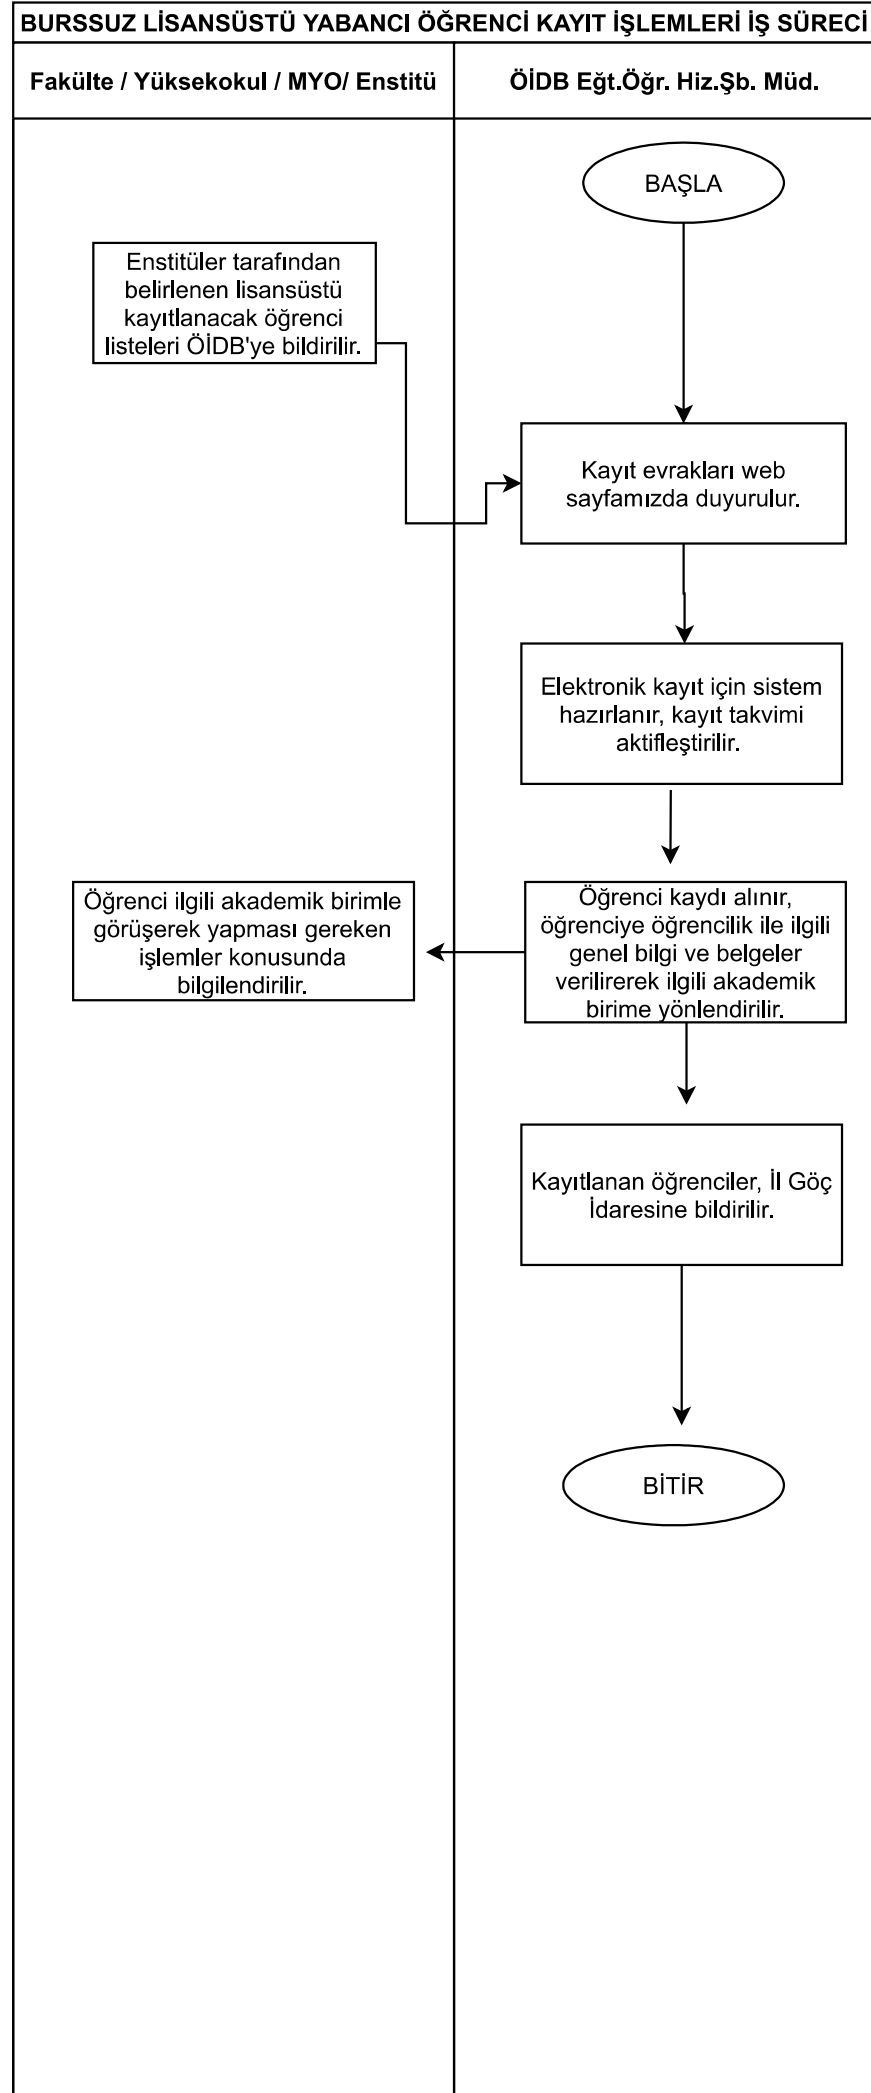 BURSSUZ LİSANSÜSTÜ YABANCI ÖĞRENCİ KAYIT İŞLEMLERİ İŞ SÜRECİ
Fakülte / Yüksekokul / MYO/ Enstitü
ÖİDB Eğt.Öğr. Hiz.Şb. Müd.
BAŞLA
Enstitüler tarafından
belirlenen lisansüstü
kayıtlanacak öğrenci
listeleri ÖİDB'ye bildirilir.
Kayıt evrakları web
sayfamızda duyurulur.
Elektronik kayıt için sistem
hazırlanır, kayıt takvimi
aktifleştirilir.
Öğrenci ilgili akademik birimle
görüşerek yapması gereken
işlemler konusunda
bilgilendirilir.
Öğrenci kaydı alınır,
öğrenciye öğrencilik ile ilgili
genel bilgi ve belgeler
verilirerek ilgili akademik
birime yönlendirilir.
Kayıtlanan öğrenciler, İl Göç
İdaresine bildirilir.
BİTİR